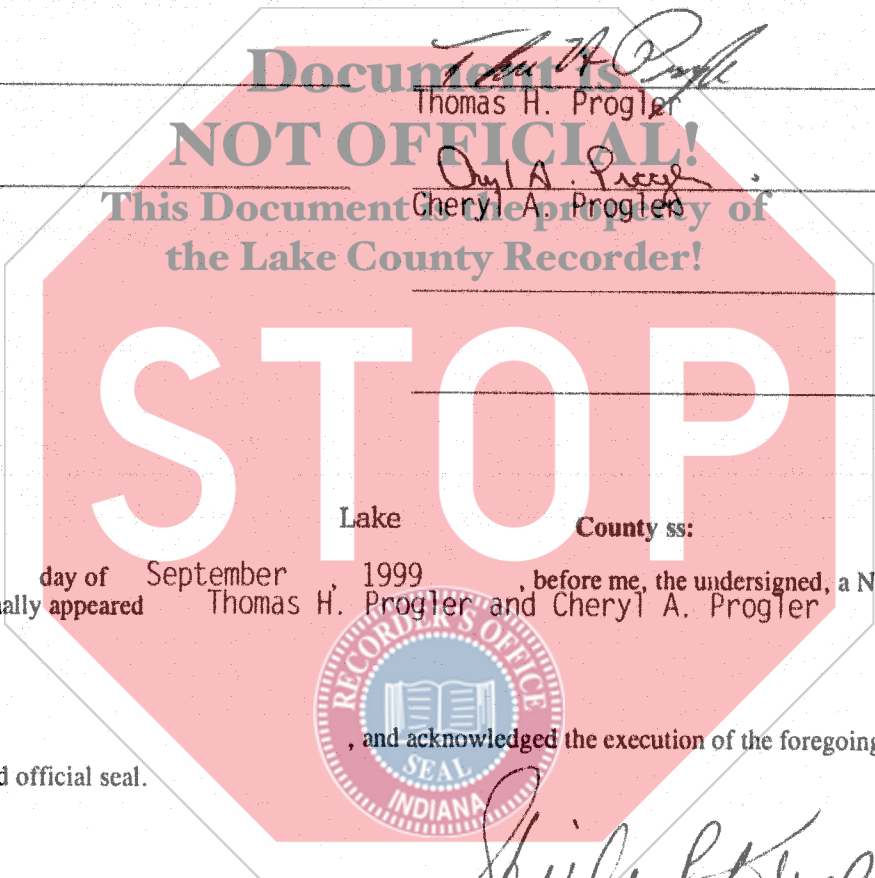 Document is
Thomas H. Progler
NOT OFFICIAL!
Cheryl A. Progler
This Document is the property of
the Lake County Recorder!
STOP
Lake County ss:
day of September , 1999 , before me, the undersigned, a N
ally appeared Thomas H. Progler and Cheryl A. Progler
RECORDER'S OFFICE
, and acknowledged the execution of the foregoing
SEAL
d official seal.
INDIANA